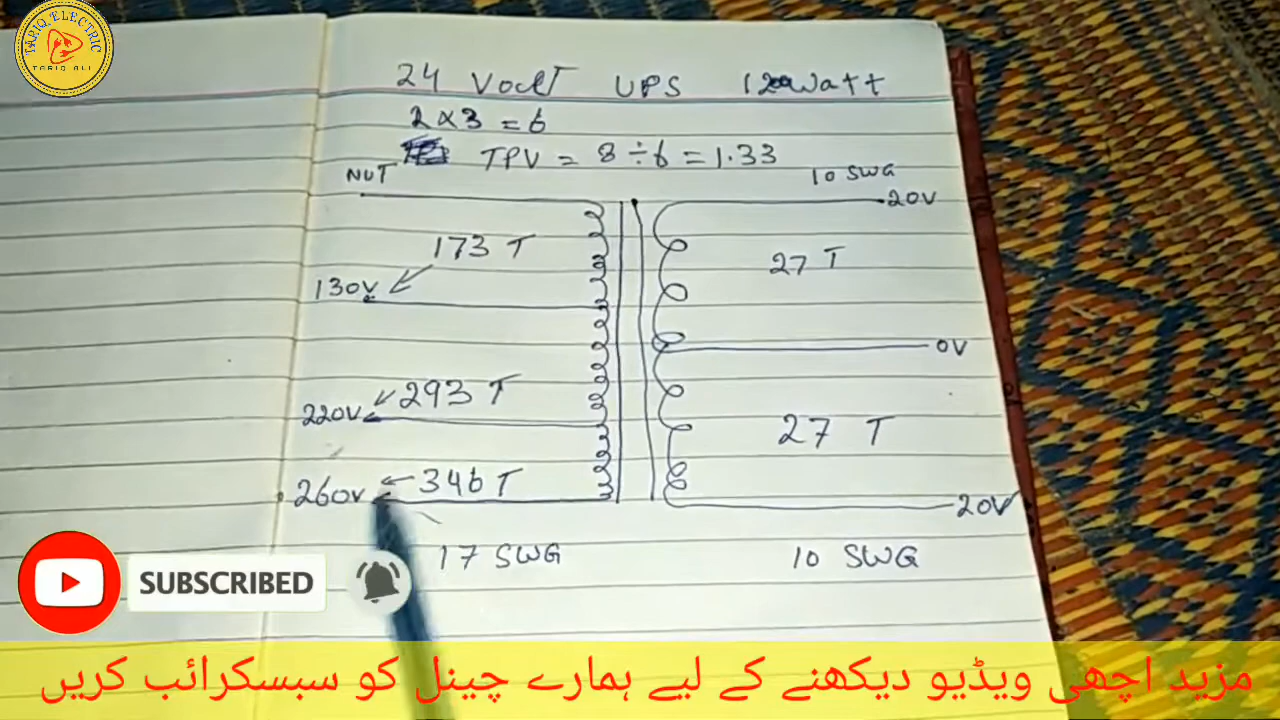 TARIQ ELECTRIC
TARIQ ALI
24 Volt UPS
2 x 3 = 6
TPV = 8 ÷ 6 = 1.33
NUT
10 SWG
20V
173 T
27 T
130V
0V
293 T
220V
27 T
346 T
260V
20V
17 SWG
10 SWG
SUBSCRIBED
مزید اچھی ویڈیو دیکھنے کے لیے ہمارے چینل کو سبسکرائب کریں